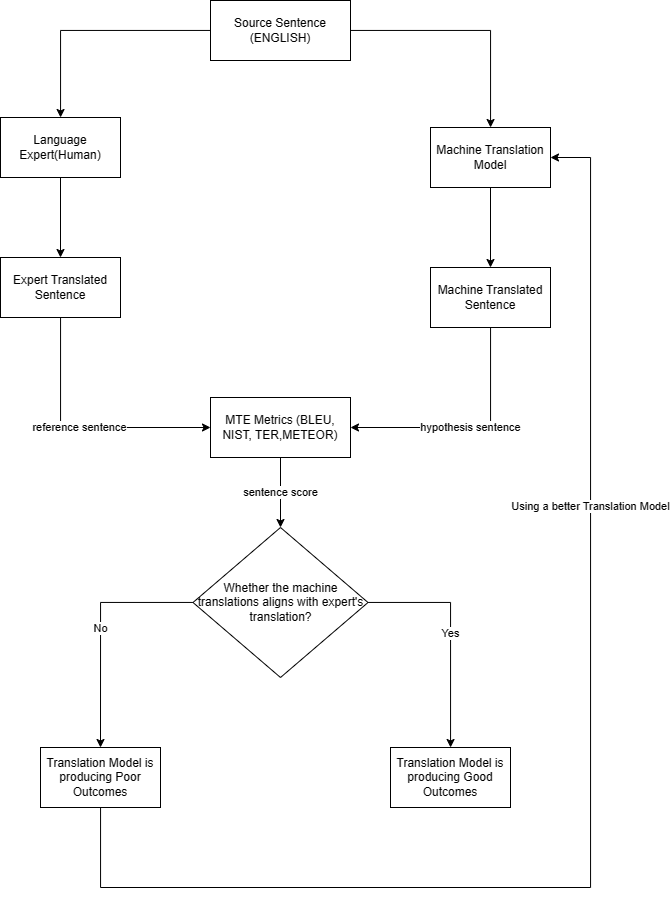 Source Sentence
(ENGLISH)
Language
Expert(Human)
Machine Translation
Model
Expert Translated
Sentence
Machine Translated
Sentence
reference sentence
MTE Metrics (BLEU,
NIST, TER,METEOR)
hypothesis sentence
sentence score
Using a better Translation Model
Whether the machine
translations aligns with expert's
translation?
No
Yes
Translation Model is
producing Poor
Outcomes
Translation Model is
producing Good
Outcomes